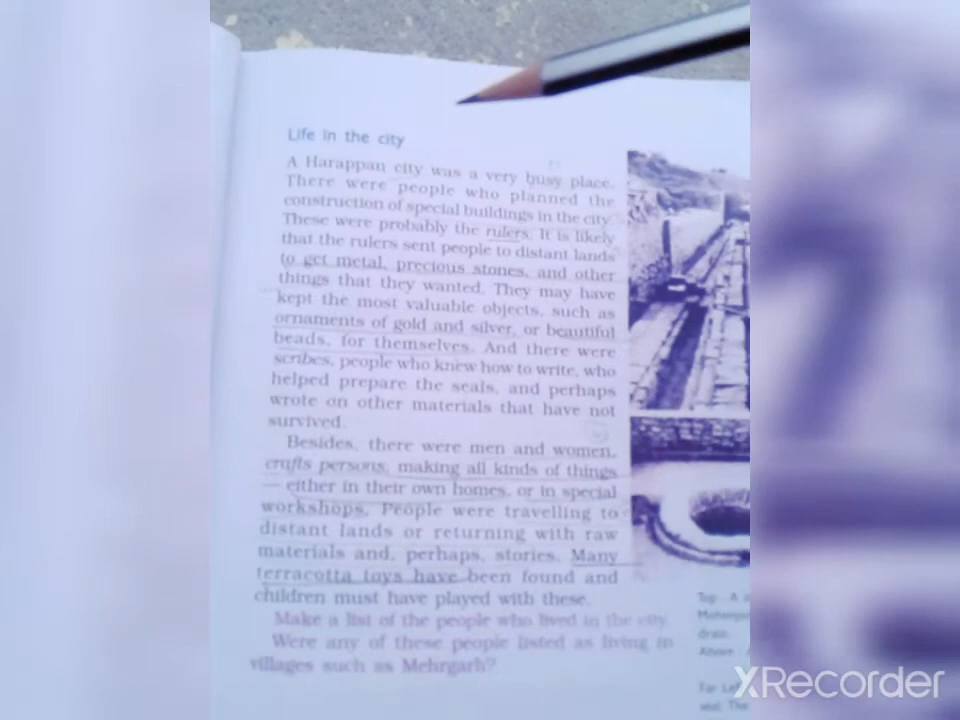 Life in the city
A Harappan city was a very busy place.
There were people who planned the
construction of special buildings in the city.
These were probably the rulers. It is likely
that the rulers sent people to distant lands
to get metal, precious stones, and other
things that they wanted. They may have
kept the most valuable objects, such as
ornaments of gold and silver, or beautiful
beads, for themselves. And there were
scribes, people who knew how to write, who
helped prepare the seals, and perhaps
wrote on other materials that have not
survived.
Besides, there were men and women,
crafts persons, making all kinds of things
— either in their own homes, or in special
workshops. People were travelling to
distant lands or returning with raw
materials and, perhaps, stories. Many
terracotta toys have been found and
children must have played with these.
Make a list of the people who lived in the city.
Were any of these people listed as living in
villages such as Mehrgarh?
Top : A
drain.
Above :
Far Left
seal. The
XRecorder